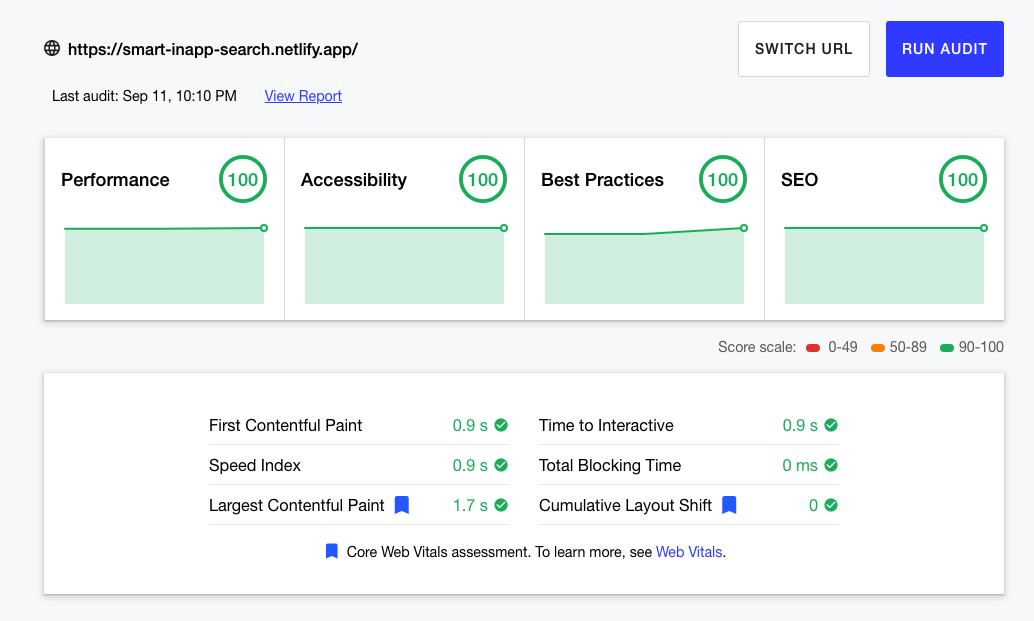 https://smart-inapp-search.netlify.app/
SWITCH URL
RUN AUDIT
Last audit: Sep 11, 10:10 PM View Report
Performance 100
Accessibility 100
Best Practices 100
SEO 100
Score scale: 0-49 50-89 90-100
First Contentful Paint 0.9 s
Time to Interactive 0.9 s
Speed Index 0.9 s
Total Blocking Time 0 ms
Largest Contentful Paint 1.7 s
Cumulative Layout Shift 0
Core Web Vitals assessment. To learn more, see Web Vitals.